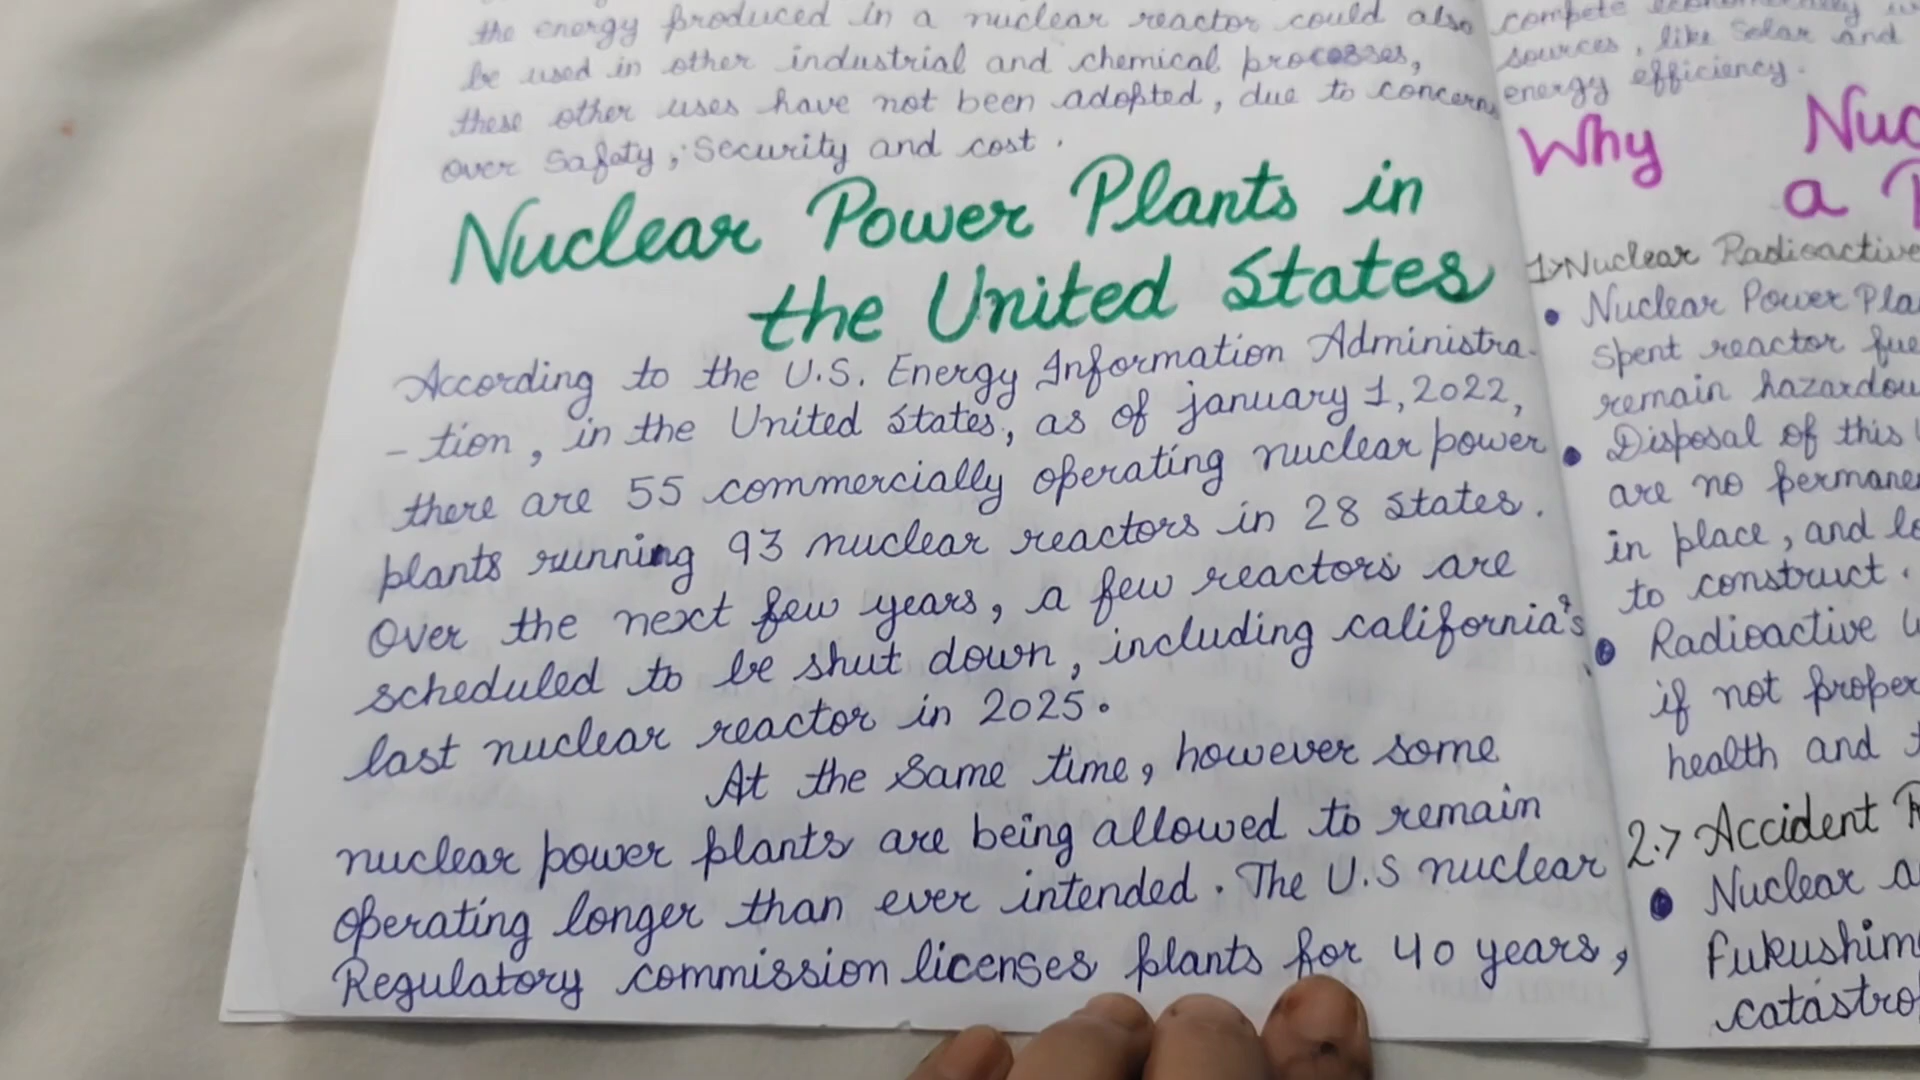 the energy produced in a nuclear reactor could also
be used in other industrial and chemical processes,
these other uses have not been adopted, due to concerns
over Safety, Security and cost.
Nuclear Power Plants in
the United States
According to the U.S. Energy Information Administra-
-tion, in the United States, as of january 1, 2022,
there are 55 commercially operating nuclear power
plants running 93 nuclear reactors in 28 states.
Over the next few years, a few reactors are
scheduled to be shut down, including california's
last nuclear reactor in 2025.
At the same time, however some
nuclear power plants are being allowed to remain
operating longer than ever intended. The U.S nuclear
Regulatory commission licenses plants for 40 years,
compete
sources, like Solar and
energy efficiency.
Why Nuc
a
1> Nuclear Radioactive
• Nuclear Power Pla
spent reactor fue
remain hazardou
• Disposal of this
are no permane
in place, and lo
to construct.
• Radioactive
if not proper
health and
2.> Accident
• Nuclear a
Fukushim
catastro